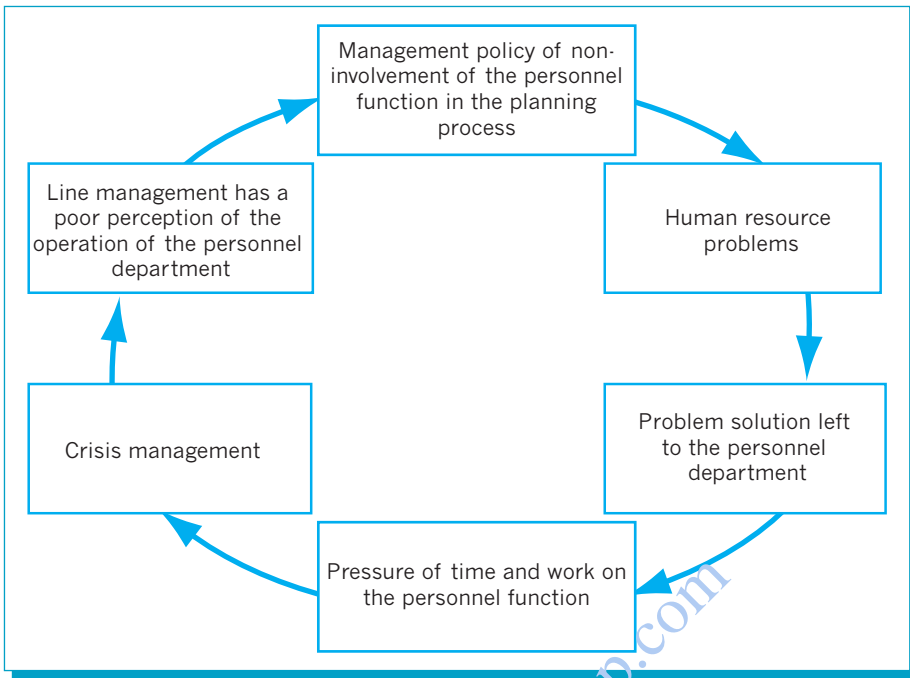 Management policy of non-
involvement of the personnel
function in the planning
process
Human resource
problems
Problem solution left
to the personnel
department
Pressure of time and work on
the personnel function
Crisis management
Line management has a
poor perception of the
operation of the personnel
department
p.com